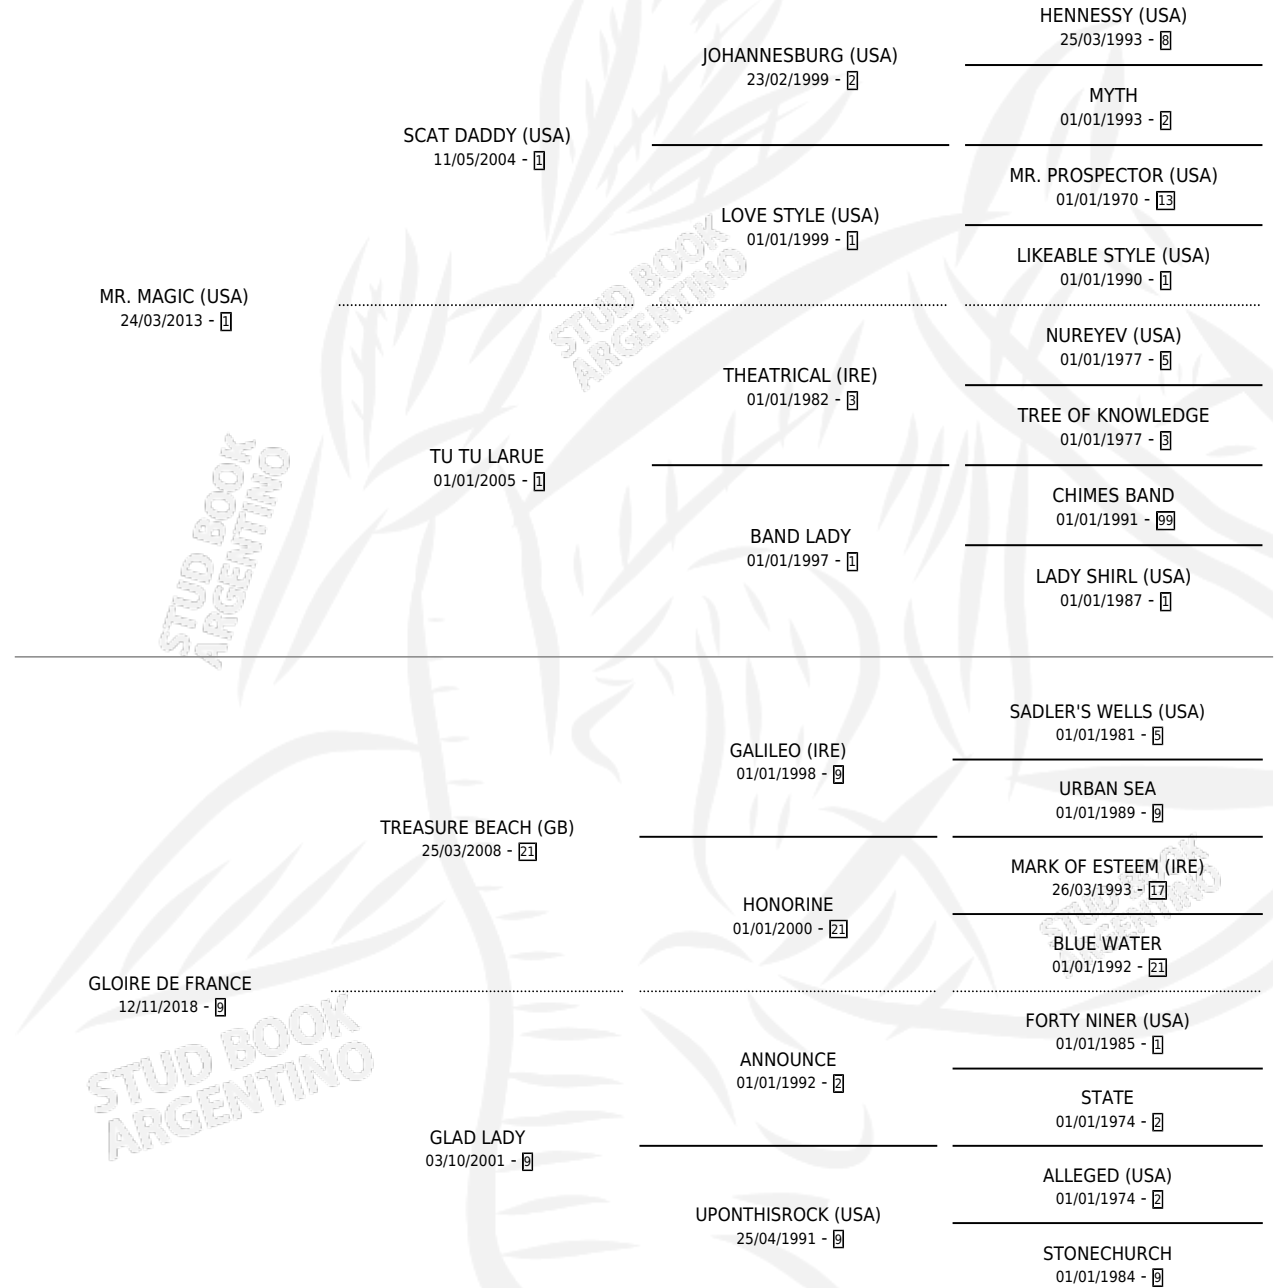 HENNESSY (USA)
25/03/1993 - 8
JOHANNESBURG (USA)
23/02/1999 - 2
MYTH
01/01/1993 - 2
SCAT DADDY (USA)
11/05/2004 - 1
MR. PROSPECTOR (USA)
01/01/1970 - 13
LOVE STYLE (USA)
01/01/1999 - 1
LIKEABLE STYLE (USA)
01/01/1990 - 1
MR. MAGIC (USA)
24/03/2013 - 1
NUREYEV (USA)
01/01/1977 - 5
THEATRICAL (IRE)
01/01/1982 - 3
TREE OF KNOWLEDGE
01/01/1977 - 3
TU TU LARUE
01/01/2005 - 1
CHIMES BAND
01/01/1991 - 99
BAND LADY
01/01/1997 - 1
LADY SHIRL (USA)
01/01/1987 - 1
SADLER'S WELLS (USA)
01/01/1981 - 5
GALILEO (IRE)
01/01/1998 - 9
URBAN SEA
01/01/1989 - 9
TREASURE BEACH (GB)
25/03/2008 - 21
MARK OF ESTEEM (IRE)
26/03/1993 - 17
HONORINE
01/01/2000 - 21
BLUE WATER
01/01/1992 - 21
GLOIRE DE FRANCE
12/11/2018 - 9
FORTY NINER (USA)
01/01/1985 - 1
ANNOUNCE
01/01/1992 - 2
STATE
01/01/1974 - 2
GLAD LADY
03/10/2001 - 9
ALLEGED (USA)
01/01/1974 - 2
UPONTHISROCK (USA)
25/04/1991 - 9
STONECHURCH
01/01/1984 - 9
STUD BOOK
ARGENTINO
STUD BOOK
ARGENTINO
STUD BOOK
ARGENTINO
STUD BOOK
ARGENTINO